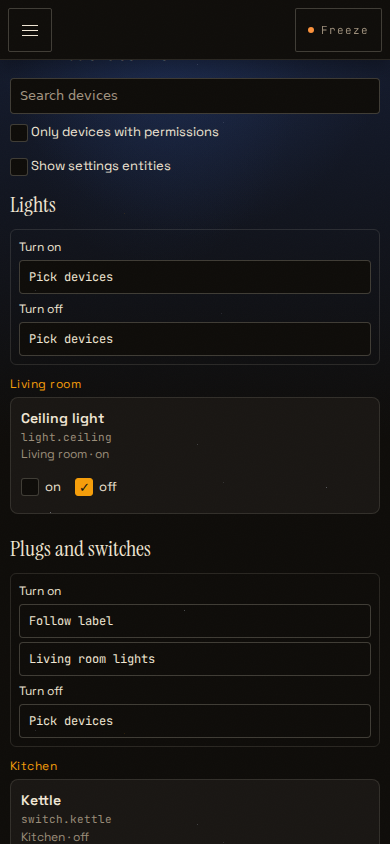 Freeze
Search devices
Only devices with permissions
Show settings entities
Lights
Turn on
Pick devices
Turn off
Pick devices
Living room
Ceiling light
light.ceiling
Living room · on
on
off
Plugs and switches
Turn on
Follow label
Living room lights
Turn off
Pick devices
Kitchen
Kettle
switch.kettle
Kitchen · off